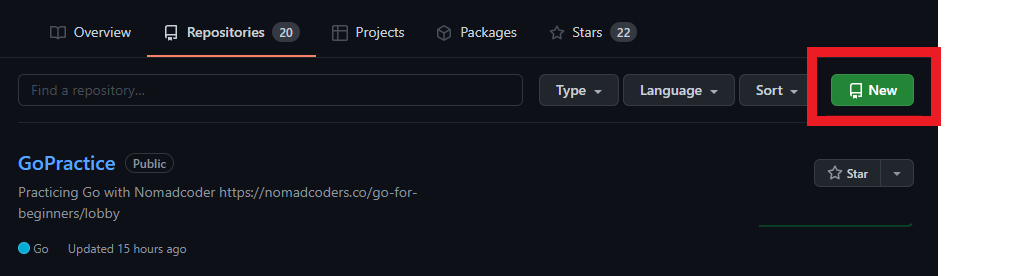 Overview Repositories 20 Projects Packages Stars 22
Find a repository... Type Language Sort New
GoPractice Public Star
Practicing Go with Nomadcoder https://nomadcoders.co/go-for-
beginners/lobby
Go Updated 15 hours ago